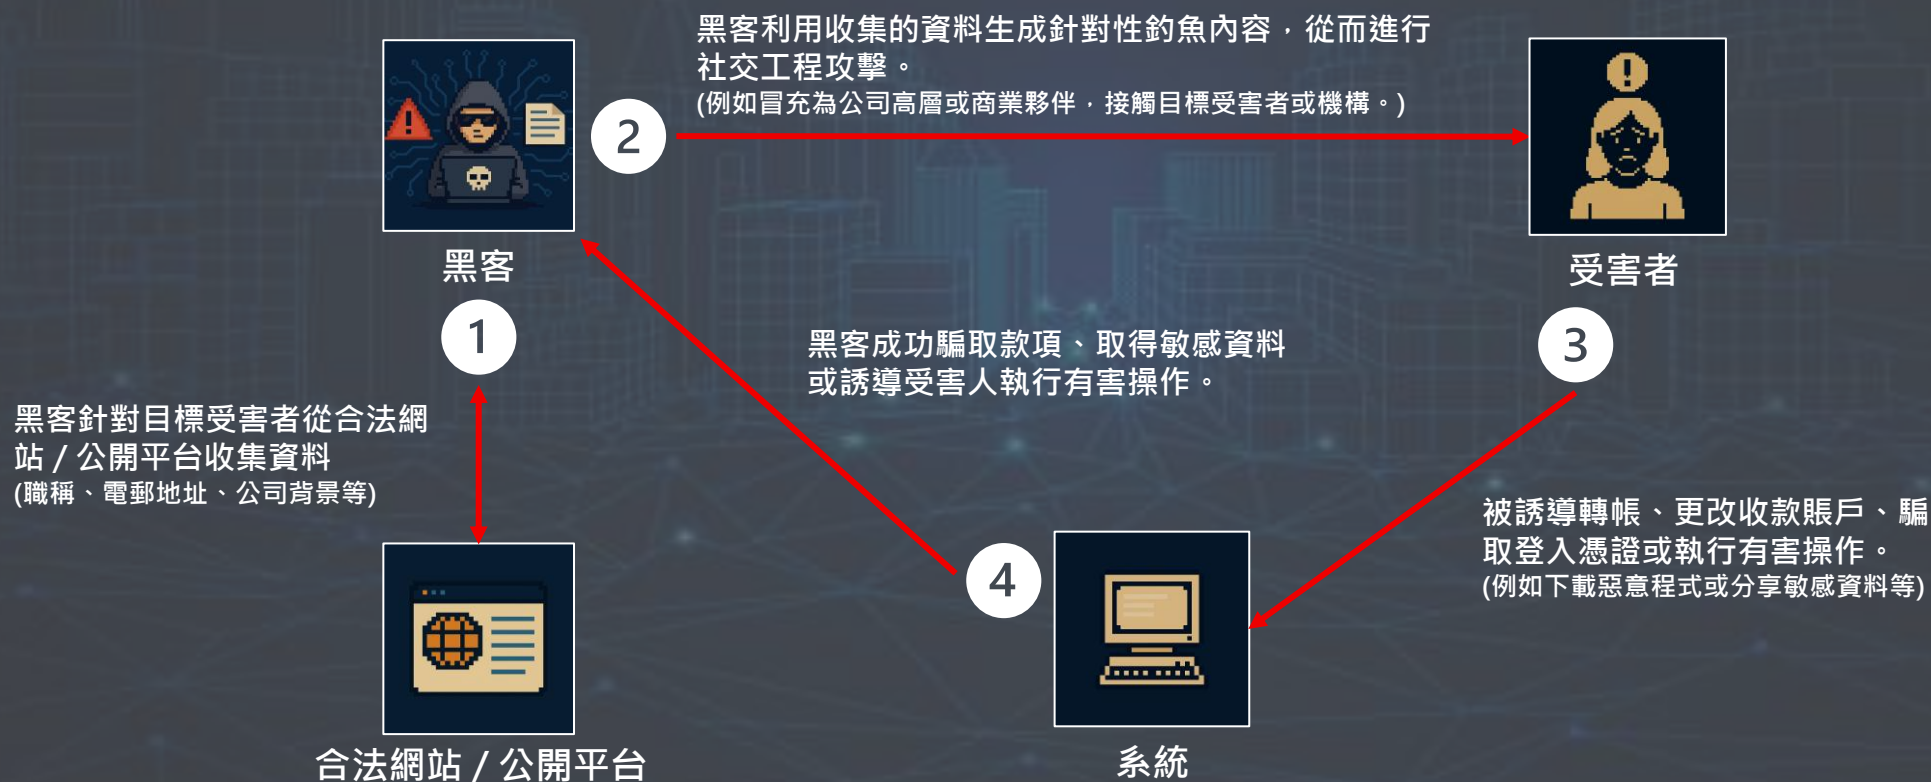 黑客利用收集的資料生成針對性釣魚內容，從而進行
社交工程攻擊。
(例如冒充為公司高層或商業夥伴，接觸目標受害者或機構。)
2
黑客
受害者
1
3
黑客成功騙取款項、取得敏感資料
或誘導受害人執行有害操作。
黑客針對目標受害者從合法網
站 / 公開平台收集資料
(職稱、電郵地址、公司背景等)
被誘導轉帳、更改收款賬戶、騙
取登入憑證或執行有害操作。
(例如下載惡意程式或分享敏感資料等)
4
合法網站 / 公開平台
系統